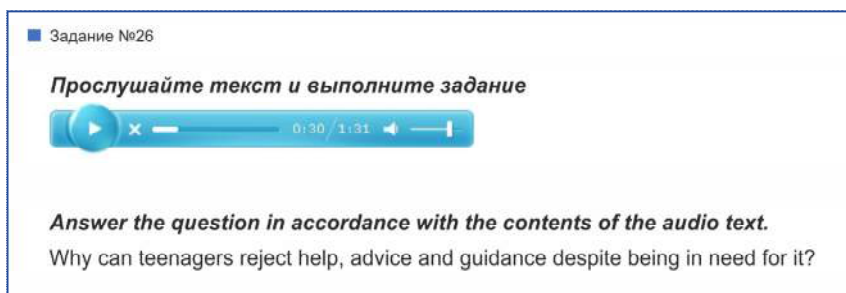 Задание №26
Прослушайте текст и выполните задание
0:30/1:31
Answer the question in accordance with the contents of the audio text.
Why can teenagers reject help, advice and guidance despite being in need for it?